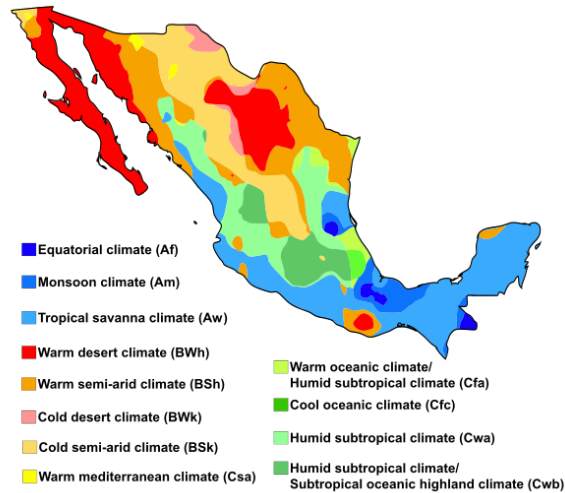 Equatorial climate (Af)
Monsoon climate (Am)
Tropical savanna climate (Aw)
Warm desert climate (BWh)
Warm semi-arid climate (BSh)
Cold desert climate (BWk)
Cold semi-arid climate (BSk)
Warm mediterranean climate (Csa)
Warm oceanic climate/
Humid subtropical climate (Cfa)
Cool oceanic climate (Cfc)
Humid subtropical climate (Cwa)
Humid subtropical climate/
Subtropical oceanic highland climate (Cwb)